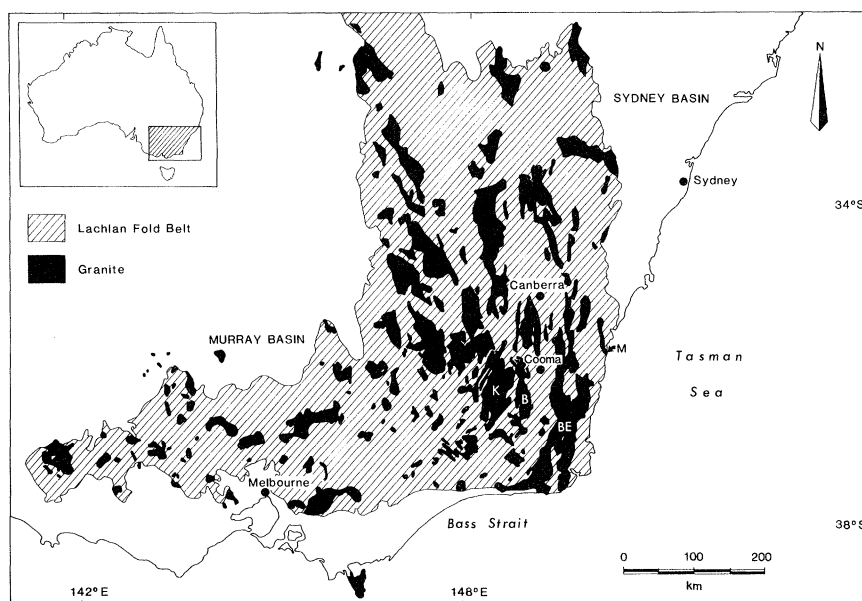 N
SYDNEY BASIN
Sydney
34°S
Lachlan Fold Belt
Granite
Canberra
MURRAY BASIN
M
Tasman
Cooma
Sea
K
B
BE
Melbourne
Bass Strait
38°S
0 100 200
km
142°E
148°E